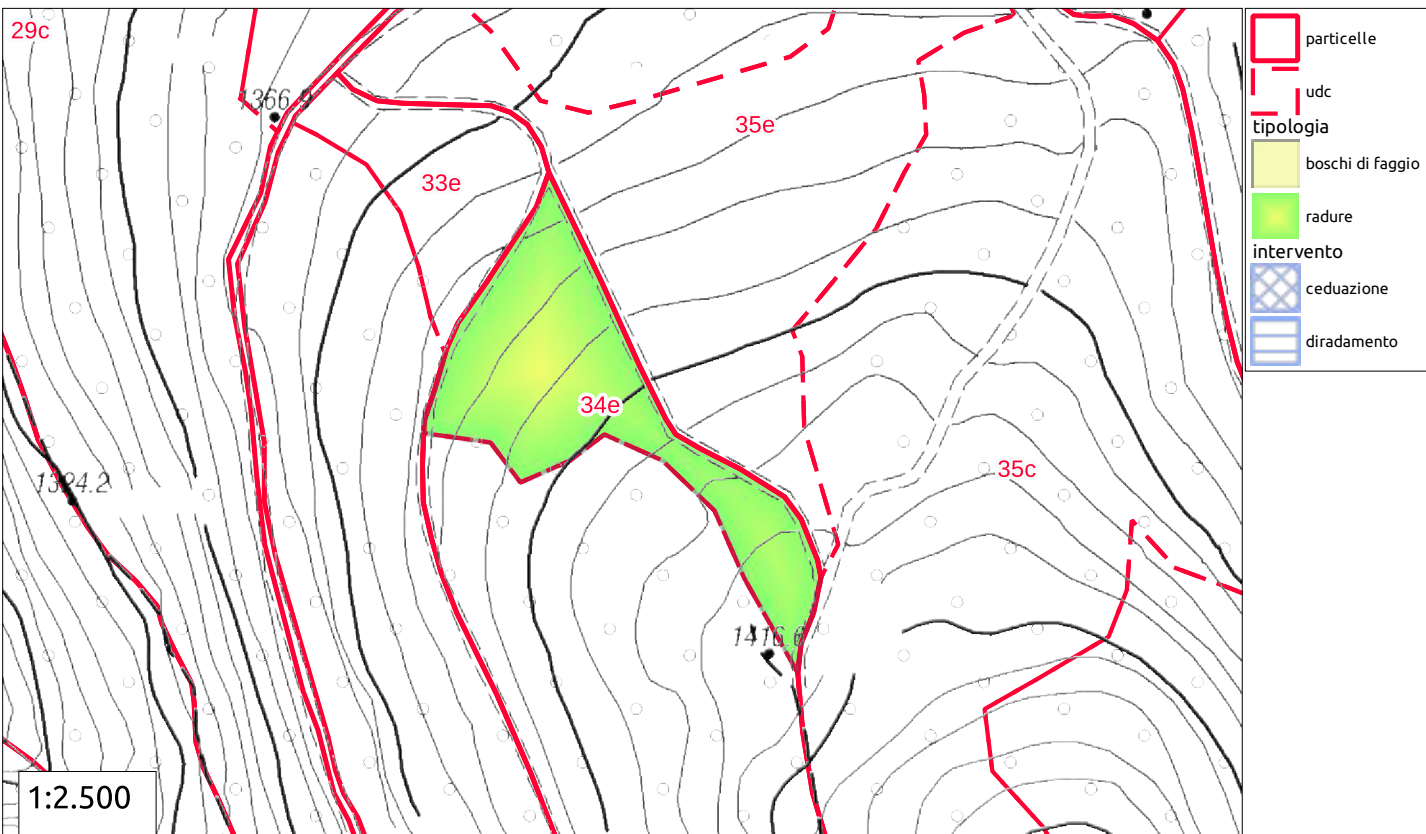 29c
1366.9
35e
33e
34e
35c
1394.2
1416.6
1:2.500
particelle
udc
tipologia
boschi di faggio
radure
intervento
ceduazione
diradamento